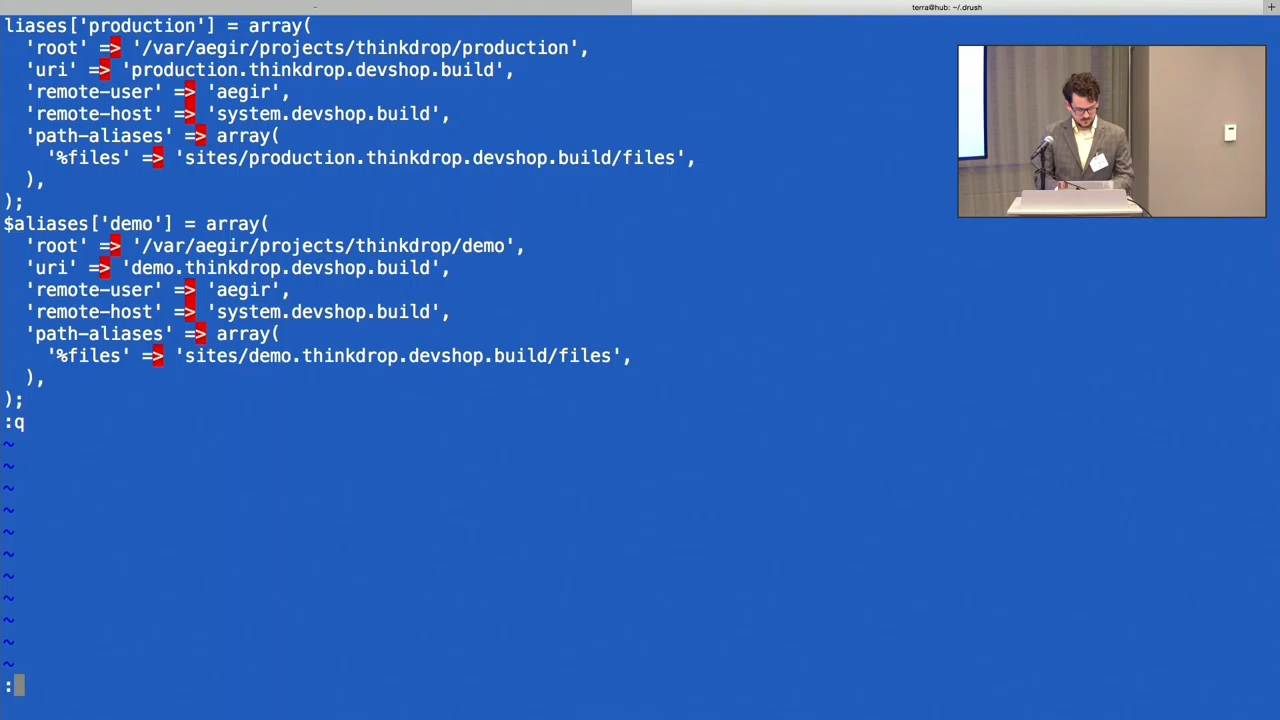 terra@hub: ~/.drush
liases['production'] = array(
'root' => '/var/aegir/projects/thinkdrop/production',
'uri' => 'production.thinkdrop.devshop.build',
'remote-user' => 'aegir',
'remote-host' => 'system.devshop.build',
'path-aliases' => array(
'%files' => 'sites/production.thinkdrop.devshop.build/files',
),
);
$aliases['demo'] = array(
'root' => '/var/aegir/projects/thinkdrop/demo',
'uri' => 'demo.thinkdrop.devshop.build',
'remote-user' => 'aegir',
'remote-host' => 'system.devshop.build',
'path-aliases' => array(
'%files' => 'sites/demo.thinkdrop.devshop.build/files',
),
);
:q
~
~
~
~
~
~
~
~
~
~
~
: